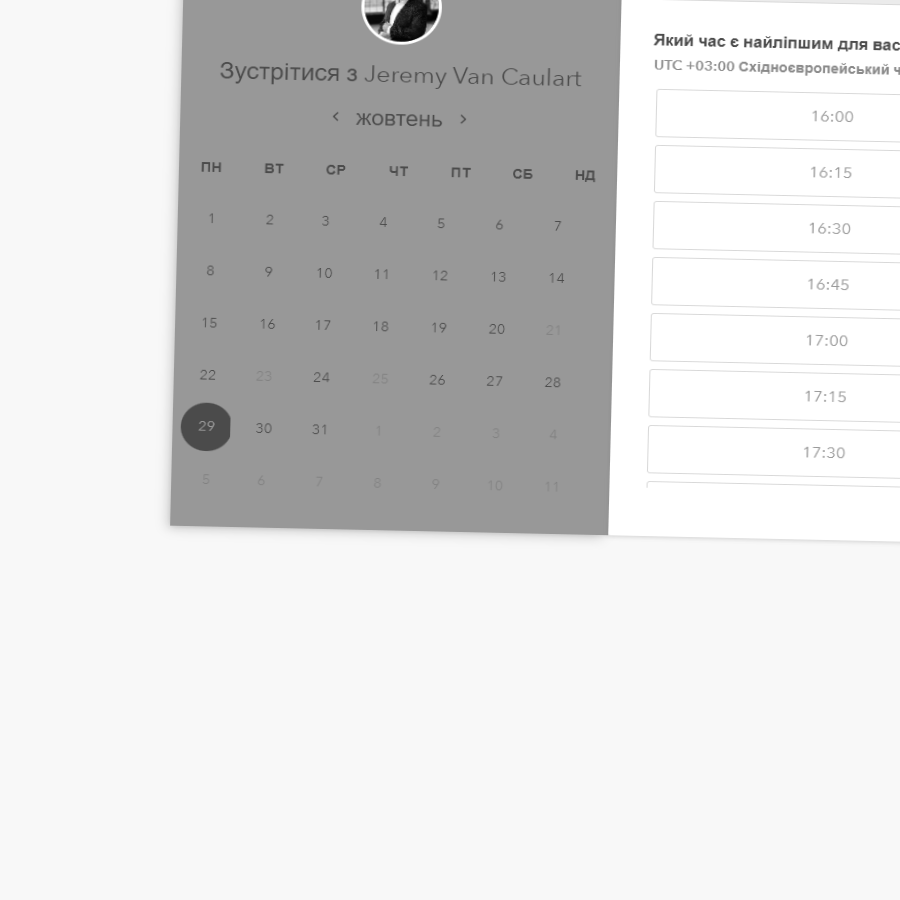 Зустрітися з Jeremy Van Caulart
‹ жовтень ›
ПН ВТ СР ЧТ ПТ СБ НД
1 2 3 4 5 6 7
8 9 10 11 12 13 14
15 16 17 18 19 20 21
22 23 24 25 26 27 28
29 30 31 1 2 3 4
5 6 7 8 9 10 11
Який час є найліпшим для вас
UTC +03:00 Східноєвропейський ч
16:00
16:15
16:30
16:45
17:00
17:15
17:30